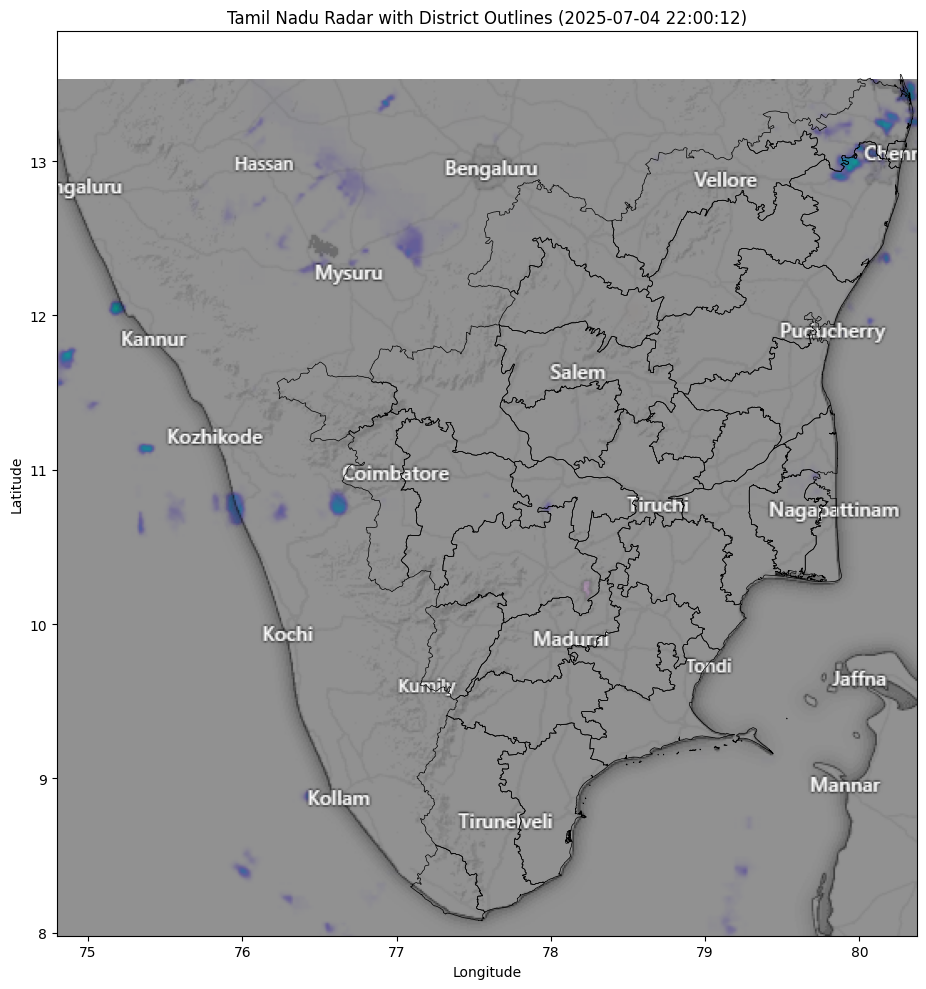 Tamil Nadu Radar with District Outlines (2025-07-04 22:00:12)
13
12
11
10
9
8
Latitude
75
76
77
78
79
80
Longitude
Hassan
Bengaluru
Vellore
Chenn
ngaluru
Mysuru
Kannur
Puducherry
Salem
Kozhikode
Coimbatore
Tiruchi
Nagapattinam
Kochi
Madurai
Tondi
Kumily
Jaffna
Mannar
Kollam
Tirunelveli